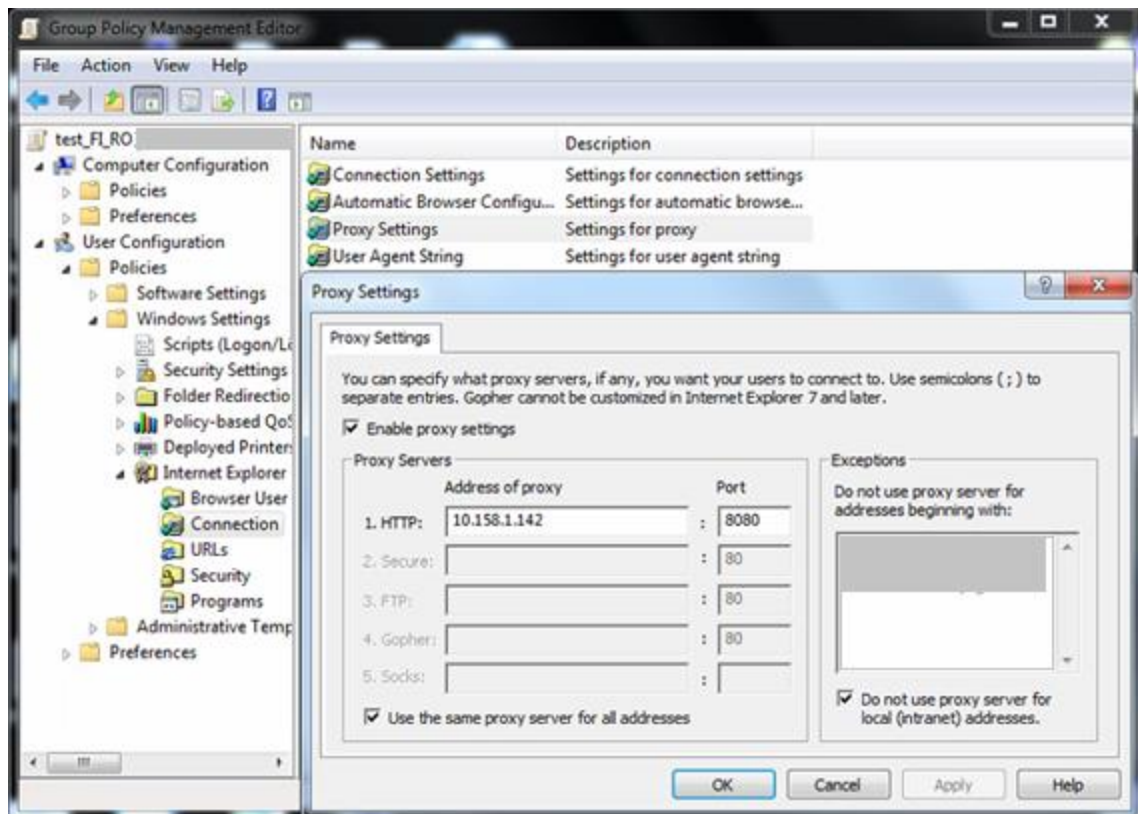 Group Policy Management Editor
File Action View Help
test_FI_RO
Computer Configuration
Policies
Preferences
User Configuration
Policies
Software Settings
Windows Settings
Scripts (Logon/Lo
Security Settings
Folder Redirectio
Policy-based QoS
Deployed Printers
Internet Explorer
Browser User
Connection
URLs
Security
Programs
Administrative Temp
Preferences
Name Description
Connection Settings Settings for connection settings
Automatic Browser Configu... Settings for automatic browse...
Proxy Settings Settings for proxy
User Agent String Settings for user agent string
Proxy Settings
Proxy Settings
You can specify what proxy servers, if any, you want your users to connect to. Use semicolons ( ; ) to
separate entries. Gopher cannot be customized in Internet Explorer 7 and later.
Enable proxy settings
Proxy Servers
Address of proxy Port
1. HTTP: 10.158.1.142 : 8080
2. Secure: : 80
3. FTP: : 80
4. Gopher: : 80
5. Socks: :
Use the same proxy server for all addresses
Exceptions
Do not use proxy server for
addresses beginning with:
Do not use proxy server for
local (intranet) addresses.
OK Cancel Apply Help